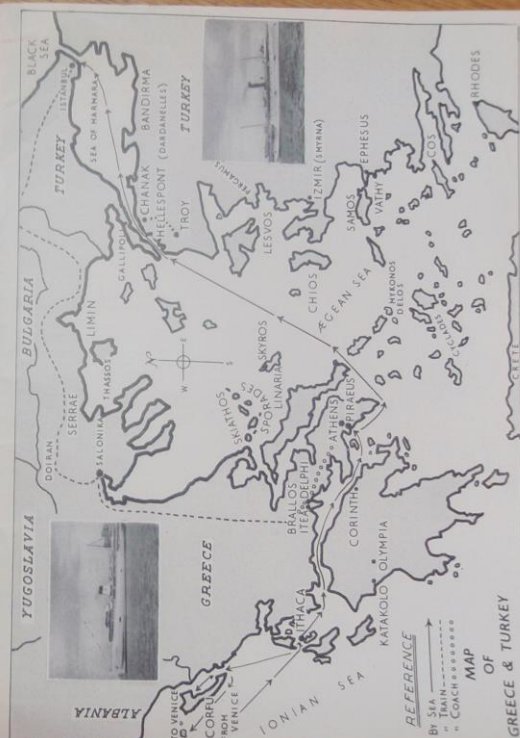 BLACK
SEA
ISTANBUL
SEA OF MARMARA
TURKEY
BANDIRMA
TURKEY
CHANAK
HELLESPONT (DARDANELLES)
TROY
GALLIPOLI
BULGARIA
LIMIN
THASSOS
SERRAE
DOIRAN
SALONIKA
YUGOSLAVIA
PERGAMUS
LESVOS
IZMIR (SMYRNA)
CHIOS
EPHESUS
SAMOS
VATHY
COS
RHODES
ÆGEAN SEA
MYKONOS
DELOS
CYCLADES
CRETE
N
W
E
S
SKYROS
LINARIA
SKIATHOS
SPORADES
ATHENS
PIRAEUS
BRALLOS
ITEA
DELPHI
CORINTH
GREECE
OLYMPIA
KATAKOLO
ITHACA
ALBANIA
TO VENICE
CORFU
FROM
VENICE
IONIAN SEA
REFERENCE
BY SEA
" TRAIN
" COACH
MAP
OF
GREECE & TURKEY